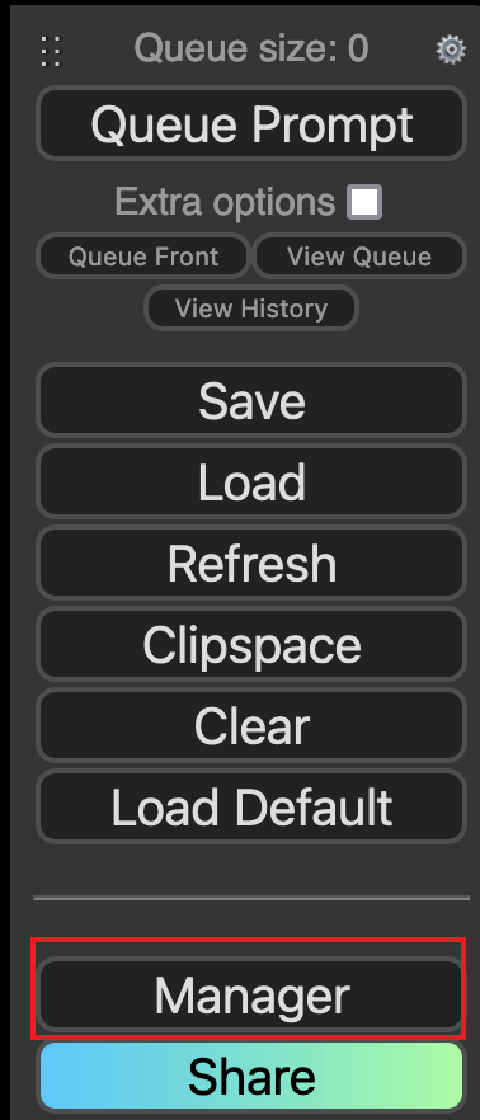 Queue size: 0
Queue Prompt
Extra options
Queue Front View Queue
View History
Save
Load
Refresh
Clipspace
Clear
Load Default
Manager
Share